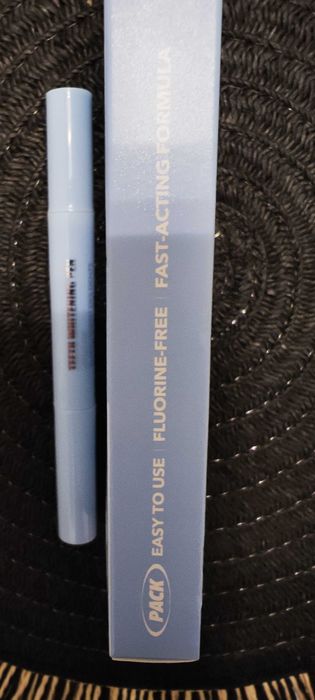 TEETH WHITENING PEN
PACK EASY TO USE | FLUORINE-FREE | FAST-ACTING FORMULA